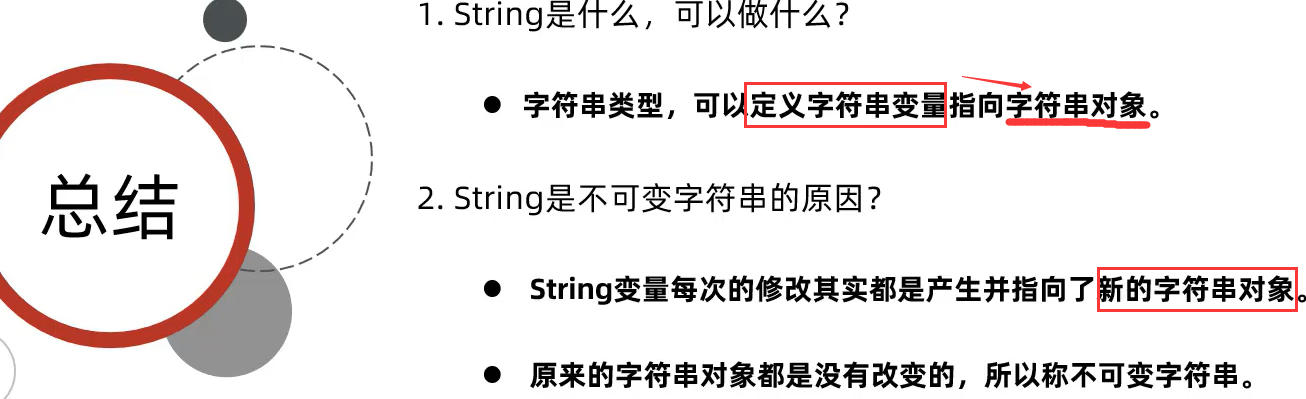 总结
1. String是什么，可以做什么？
● 字符串类型，可以定义字符串变量指向字符串对象。
2. String是不可变字符串的原因？
● String变量每次的修改其实都是产生并指向了新的字符串对象。
● 原来的字符串对象都是没有改变的，所以称不可变字符串。